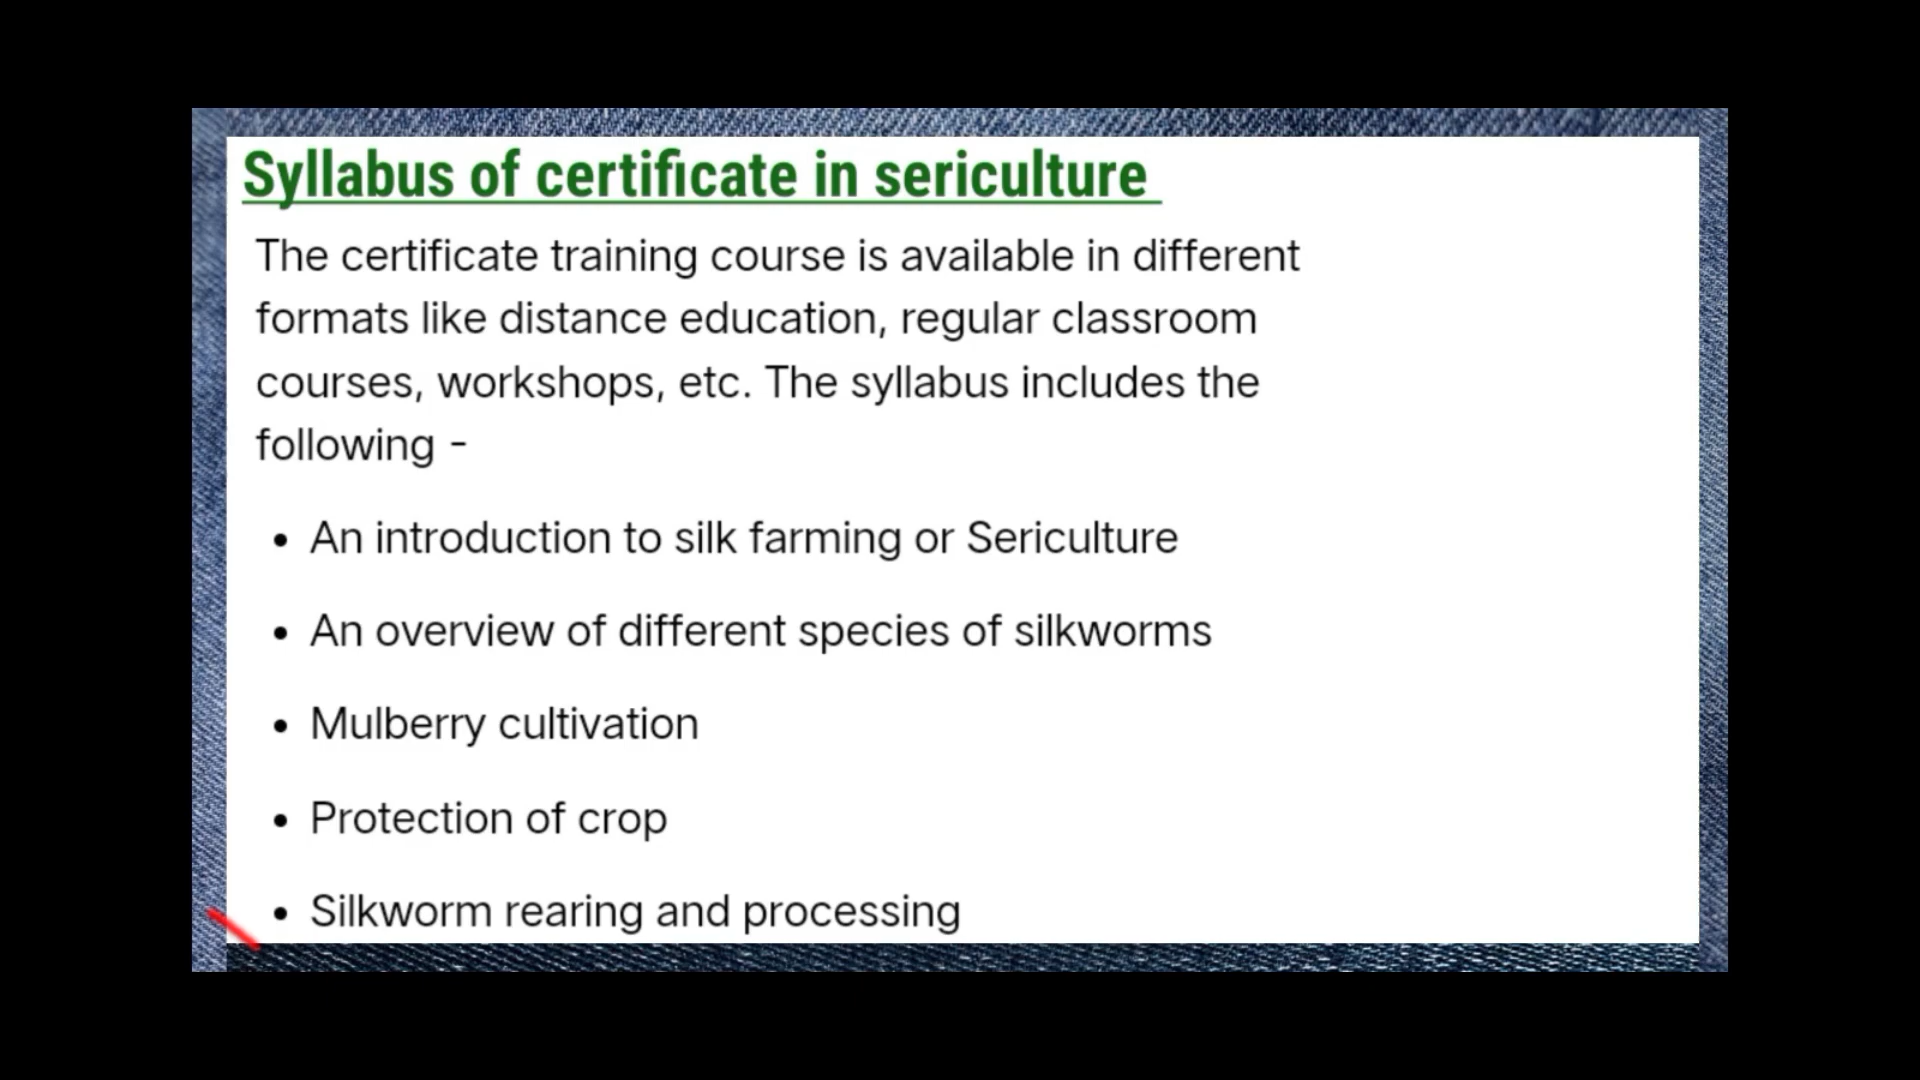 Syllabus of certificate in sericulture
The certificate training course is available in different
formats like distance education, regular classroom
courses, workshops, etc. The syllabus includes the
following -
• An introduction to silk farming or Sericulture
• An overview of different species of silkworms
• Mulberry cultivation
• Protection of crop
• Silkworm rearing and processing